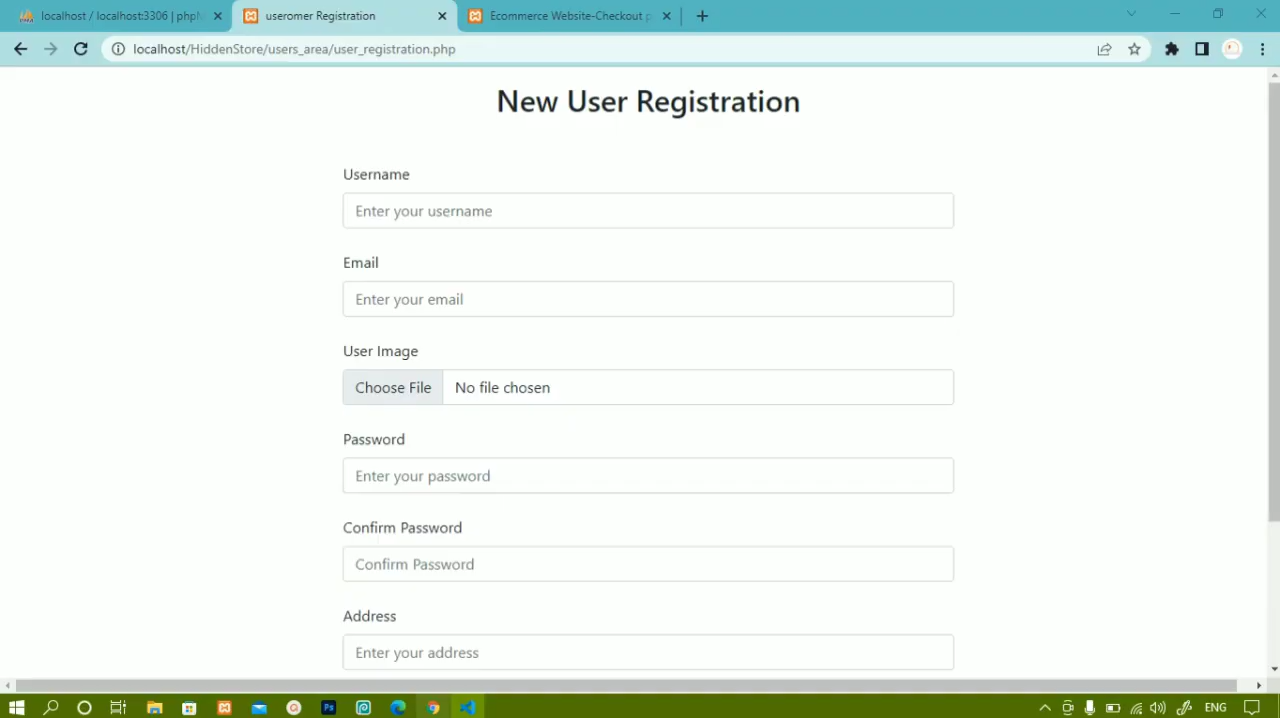 localhost / localhost:3306 | phpM
useromer Registration
Ecommerce Website-Checkout p
localhost/HiddenStore/users_area/user_registration.php
New User Registration
Username
Enter your username
Email
Enter your email
User Image
Choose File No file chosen
Password
Enter your password
Confirm Password
Confirm Password
Address
Enter your address
ENG